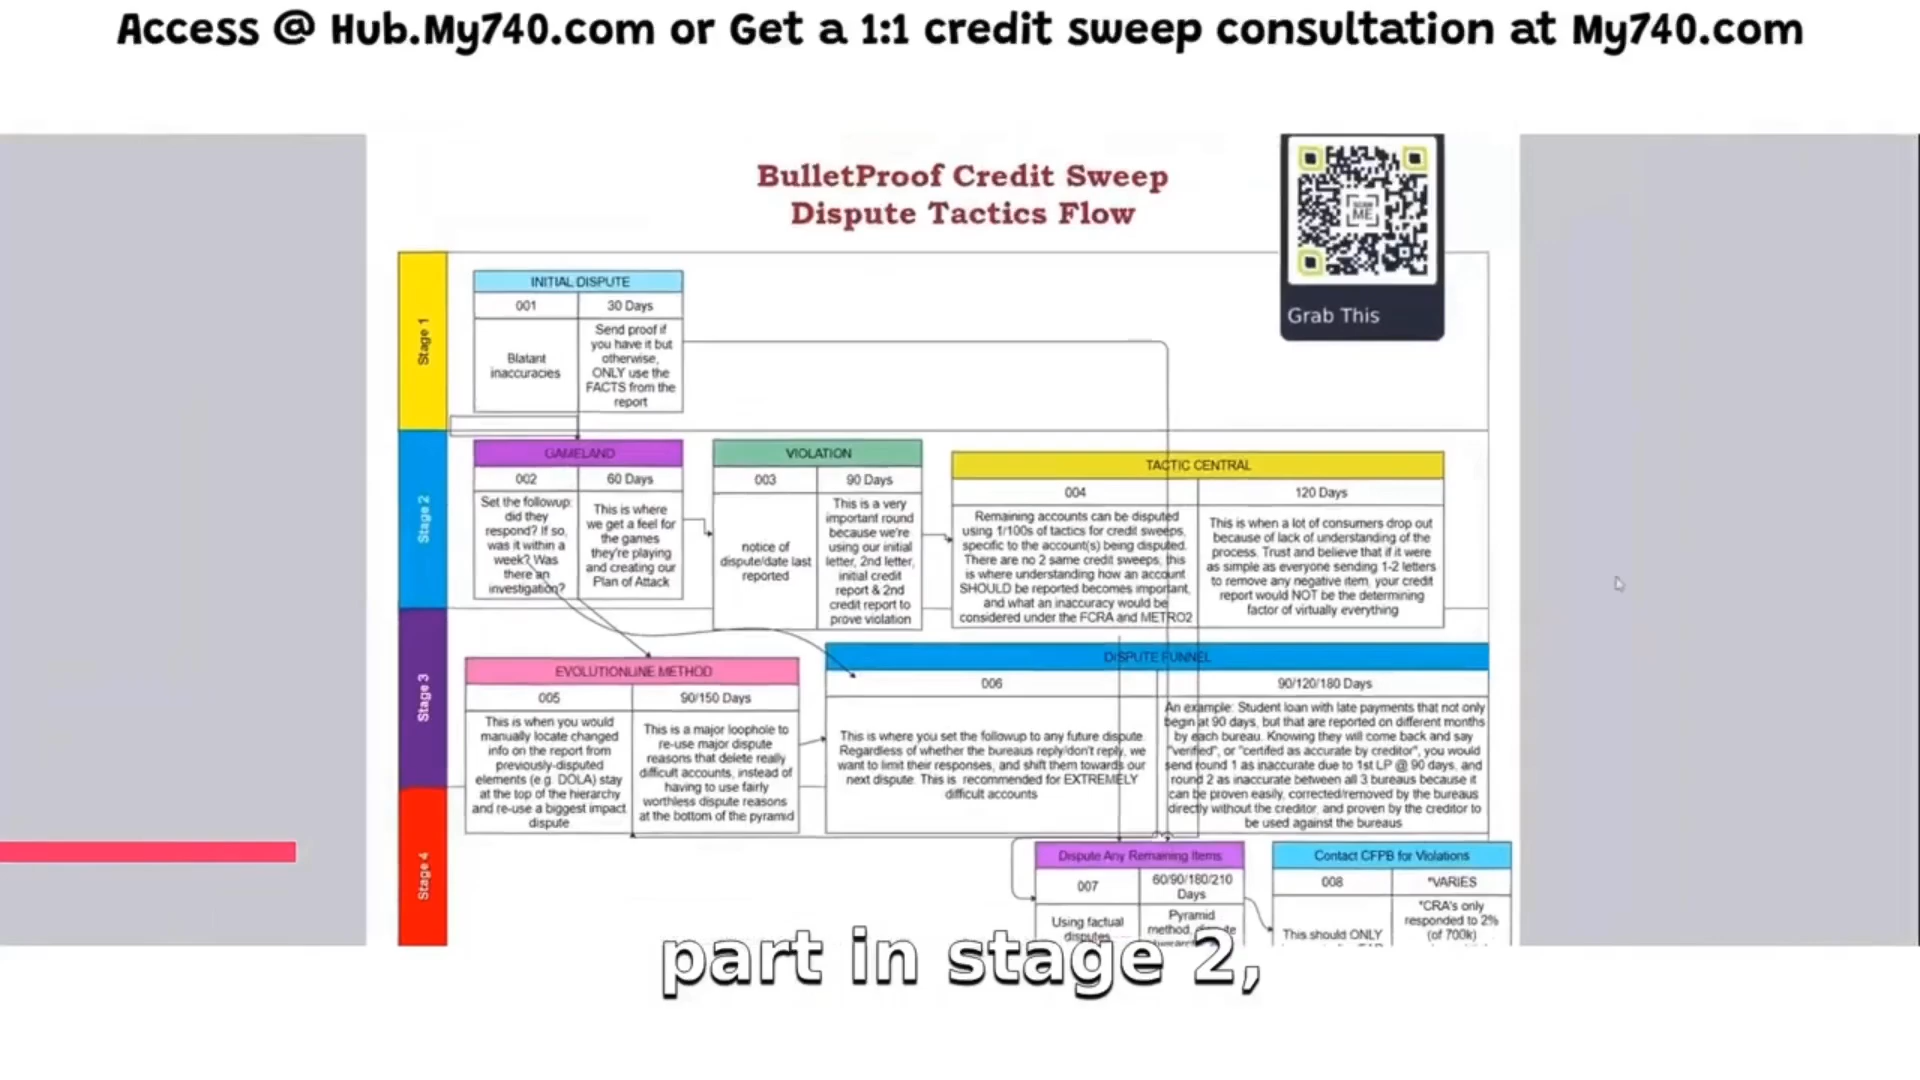 Access @ Hub.My740.com or Get a 1:1 credit sweep consultation at My740.com
BulletProof Credit Sweep
Dispute Tactics Flow
SCAN
ME
Grab This
Stage 1
INITIAL DISPUTE
001
30 Days
Blatant
inaccuracies
Send proof if
you have it but
otherwise,
ONLY use the
FACTS from the
report
Stage 2
GAMELAND
002
60 Days
Set the followup:
did they
respond? If so,
was it within a
week? Was
there an
investigation?
This is where
we get a feel for
the games
they're playing
and creating our
Plan of Attack
VIOLATION
003
90 Days
notice of
dispute/date last
reported
This is a very
important round
because we're
using our initial
letter, 2nd letter,
initial credit
report & 2nd
credit report to
prove violation
TACTIC CENTRAL
004
120 Days
Remaining accounts can be disputed
using 1/100s of tactics for credit sweeps,
specific to the account(s) being disputed.
There are no 2 same credit sweeps, this
is where understanding how an account
SHOULD be reported becomes important,
and what an inaccuracy would be
considered under the FCRA and METRO2
This is when a lot of consumers drop out
because of lack of understanding of the
process. Trust and believe that if it were
as simple as everyone sending 1-2 letters
to remove any negative item, your credit
report would NOT be the determining
factor of virtually everything
Stage 3
EVOLUTIONLINE METHOD
005
90/150 Days
This is when you would
manually locate changed
info on the report from
previously-disputed
elements (e.g. DOLA) stay
at the top of the hierarchy
and re-use a biggest impact
dispute
This is a major loophole to
re-use major dispute
reasons that delete really
difficult accounts, instead of
having to use fairly
worthless dispute reasons
at the bottom of the pyramid
DISPUTE FUNNEL
006
90/120/180 Days
This is where you set the followup to any future dispute.
Regardless of whether the bureaus reply/don't reply, we
want to limit their responses, and shift them towards our
next dispute. This is recommended for EXTREMELY
difficult accounts
An example: Student loan with late payments that not only
begin at 90 days, but that are reported on different months
by each bureau. Knowing they will come back and say
"verified", or "certifed as accurate by creditor", you would
send round 1 as inaccurate due to 1st LP @ 90 days, and
round 2 as inaccurate between all 3 bureaus because it
can be proven easily, corrected/removed by the bureaus
directly without the creditor, and proven by the creditor to
be used against the bureaus
Stage 4
Dispute Any Remaining Items
007
60/90/180/210
Days
Using factual
disputes
Pyramid
method, dispute
Contact CFPB for Violations
008
*VARIES
This should ONLY
*CRA's only
responded to 2%
(of 700k)
part in stage 2,